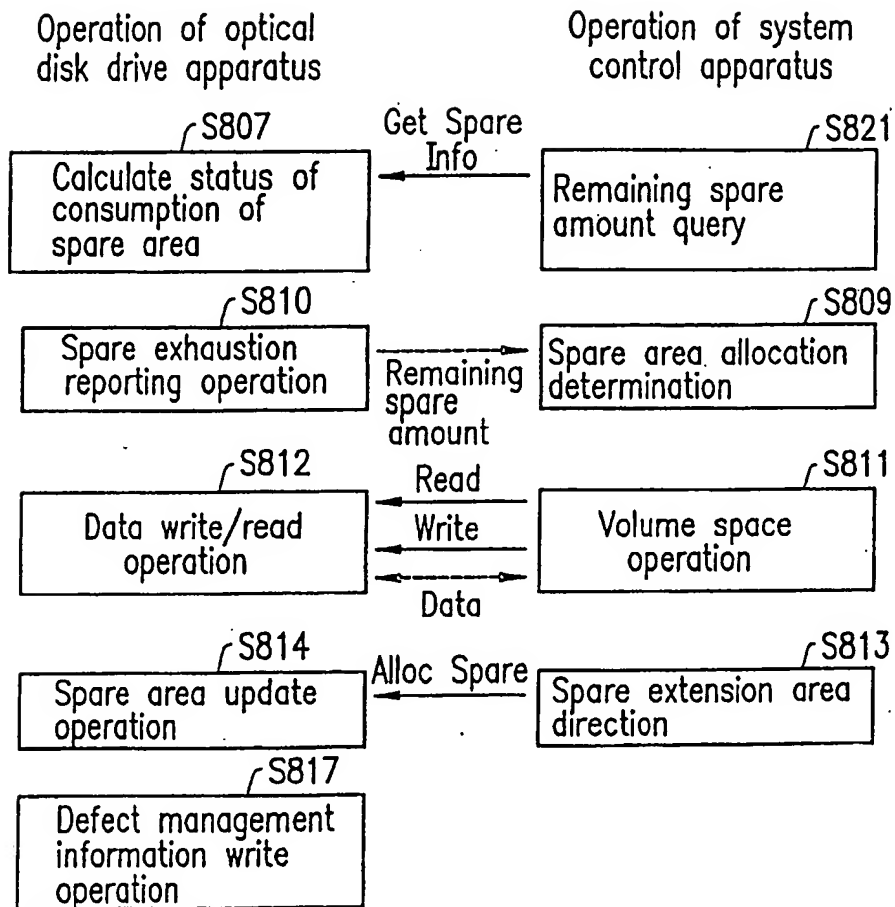 Operation of optical
disk drive apparatus
Operation of system
control apparatus
S807
Get Spare
Info
S821
Calculate status of
consumption of
spare area
Remaining spare
amount query
S810
S809
Spare exhaustion
reporting operation
Remaining
spare
amount
Spare area allocation
determination
S812
Read
S811
Data write/read
operation
Write
Data
Volume space
operation
S814
Alloc Spare
S813
Spare area update
operation
Spare extension area
direction
S817
Defect management
information write
operation